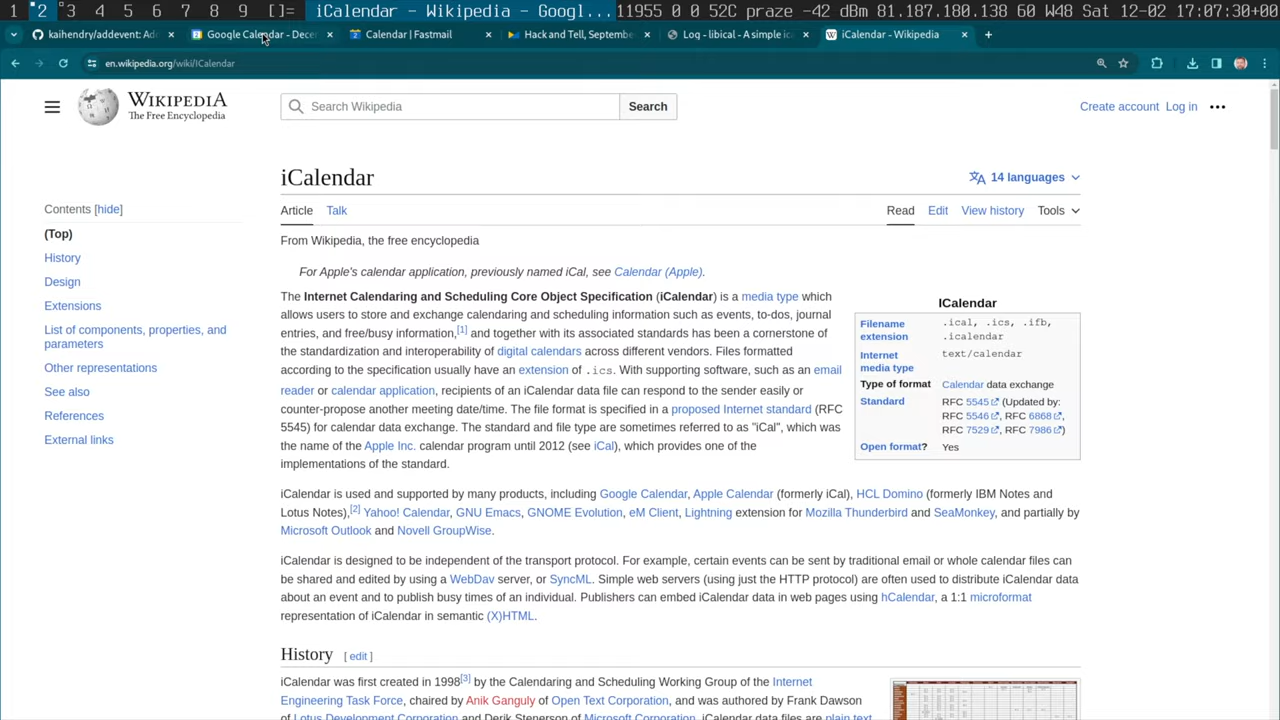 1 2 3 4 5 6 7 8 9 []= iCalendar - Wikipedia - Googl... 11955 0 52% praze -42 dBm 81.187.180.138 60 W48 Sat 12-02 17:07:30+00
kaihendry/addevent: Ad
Google Calendar - Dece
Calendar | Fastmail
Hack and Tell, Septembe
Log - libical - A simple ica
iCalendar - Wikipedia
en.wikipedia.org/wiki/ICalendar
WIKIPEDIA
The Free Encyclopedia
Search Wikipedia
Search
Create account Log in
iCalendar
14 languages
Article Talk
Read Edit View history Tools
Contents [hide]
(Top)
History
Design
Extensions
List of components, properties, and
parameters
Other representations
See also
References
External links
From Wikipedia, the free encyclopedia
For Apple's calendar application, previously named iCal, see Calendar (Apple).
The Internet Calendaring and Scheduling Core Object Specification (iCalendar) is a media type which
allows users to store and exchange calendaring and scheduling information such as events, to-dos, journal
entries, and free/busy information,[1] and together with its associated standards has been a cornerstone of
the standardization and interoperability of digital calendars across different vendors. Files formatted
according to the specification usually have an extension of .ics. With supporting software, such as an email
reader or calendar application, recipients of an iCalendar data file can respond to the sender easily or
counter-propose another meeting date/time. The file format is specified in a proposed Internet standard (RFC
5545) for calendar data exchange. The standard and file type are sometimes referred to as "iCal", which was
the name of the Apple Inc. calendar program until 2012 (see iCal), which provides one of the
implementations of the standard.
ICalendar
Filename
extension
.ical, .ics, .ifb,
.icalendar
Internet
media type
text/calendar
Type of format Calendar data exchange
Standard RFC 5545 (Updated by:
RFC 5546, RFC 6868,
RFC 7529, RFC 7986)
Open format? Yes
iCalendar is used and supported by many products, including Google Calendar, Apple Calendar (formerly iCal), HCL Domino (formerly IBM Notes and
Lotus Notes),[2] Yahoo! Calendar, GNU Emacs, GNOME Evolution, eM Client, Lightning extension for Mozilla Thunderbird and SeaMonkey, and partially by
Microsoft Outlook and Novell GroupWise.
iCalendar is designed to be independent of the transport protocol. For example, certain events can be sent by traditional email or whole calendar files can
be shared and edited by using a WebDav server, or SyncML. Simple web servers (using just the HTTP protocol) are often used to distribute iCalendar data
about an event and to publish busy times of an individual. Publishers can embed iCalendar data in web pages using hCalendar, a 1:1 microformat
representation of iCalendar in semantic (X)HTML.
History [ edit ]
iCalendar was first created in 1998[3] by the Calendaring and Scheduling Working Group of the Internet
Engineering Task Force, chaired by Anik Ganguly of Open Text Corporation, and was authored by Frank Dawson
of Lotus Development Corporation and Derik Stenerson of Microsoft Corporation. iCalendar data files are plain text